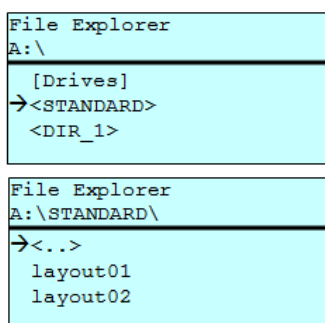 File Explorer
A:\
[Drives]
→<STANDARD>
<DIR_1>
File Explorer
A:\STANDARD\
→<..>
layout01
layout02